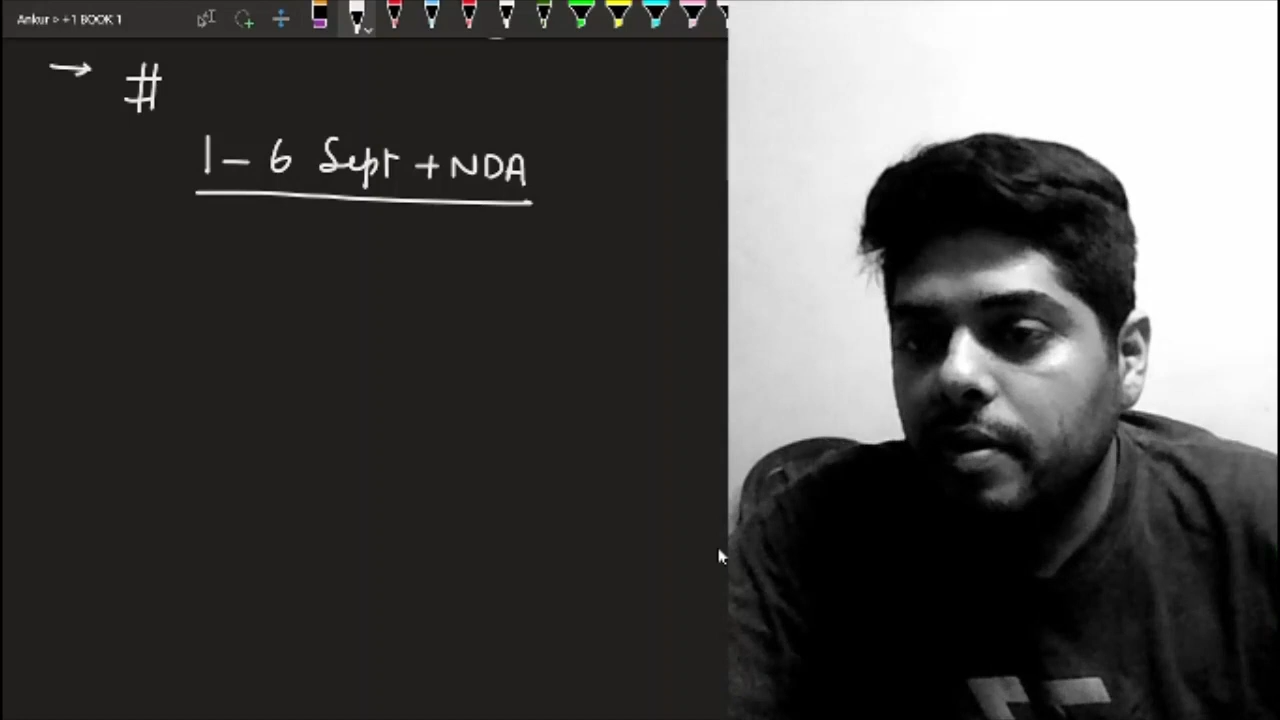 Ankur > +1 BOOK 1
→ #
1 - 6 Sept + NDA